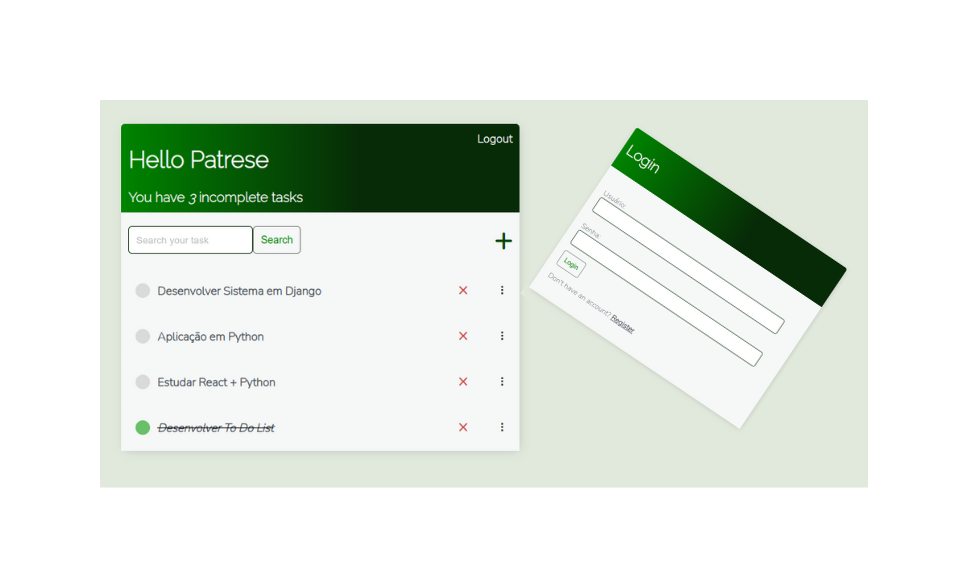 Logout
Hello Patrese
You have 3 incomplete tasks
Search your task
Search
Desenvolver Sistema em Django
Aplicação em Python
Estudar React + Python
Desenvolver To Do List
Login
Usuário:
Senha:
Login
Don't have an account? Register